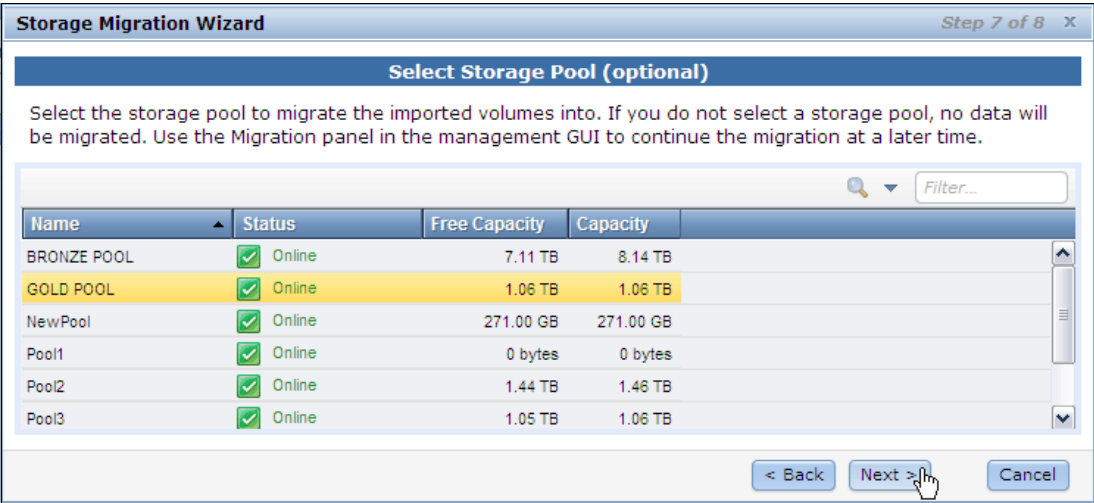 Storage Migration Wizard Step 7 of 8 X
Select Storage Pool (optional)
Select the storage pool to migrate the imported volumes into. If you do not select a storage pool, no data will
be migrated. Use the Migration panel in the management GUI to continue the migration at a later time.
Filter...
Name Status Free Capacity Capacity
BRONZE POOL Online 7.11 TB 8.14 TB
GOLD POOL Online 1.06 TB 1.06 TB
NewPool Online 271.00 GB 271.00 GB
Pool1 Online 0 bytes 0 bytes
Pool2 Online 1.44 TB 1.46 TB
Pool3 Online 1.05 TB 1.06 TB
< Back Next > Cancel